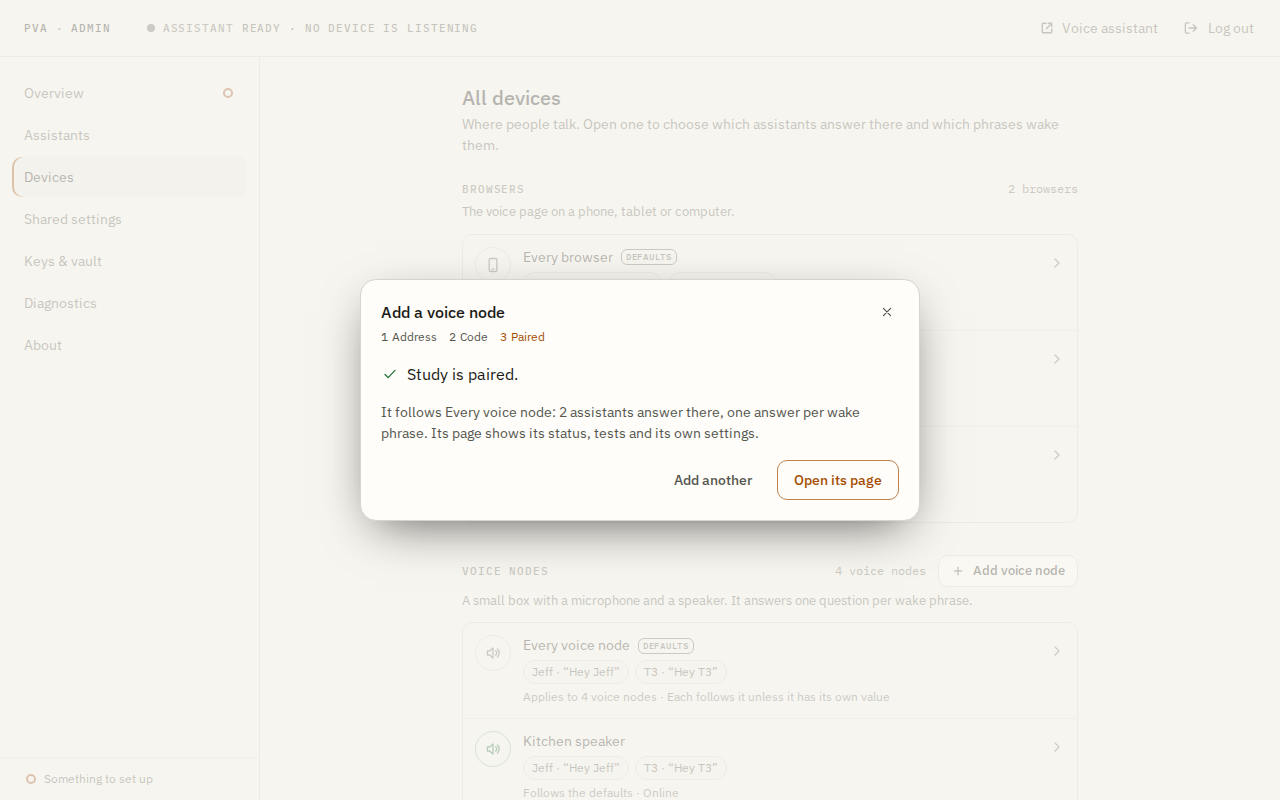 PVA · ADMIN
ASSISTANT READY · NO DEVICE IS LISTENING
Voice assistant
Log out
Overview
Assistants
Devices
Shared settings
Keys & vault
Diagnostics
About
Something to set up
All devices
Where people talk. Open one to choose which assistants answer there and which phrases wake
them.
BROWSERS
2 browsers
The voice page on a phone, tablet or computer.
Every browser
DEFAULTS
Add a voice node
1 Address 2 Code 3 Paired
Study is paired.
It follows Every voice node: 2 assistants answer there, one answer per wake
phrase. Its page shows its status, tests and its own settings.
Add another
Open its page
VOICE NODES
4 voice nodes
Add voice node
A small box with a microphone and a speaker. It answers one question per wake phrase.
Every voice node
DEFAULTS
Jeff · “Hey Jeff”
T3 · “Hey T3”
Applies to 4 voice nodes · Each follows it unless it has its own value
Kitchen speaker
Jeff · “Hey Jeff”
T3 · “Hey T3”
Follows the defaults · Online